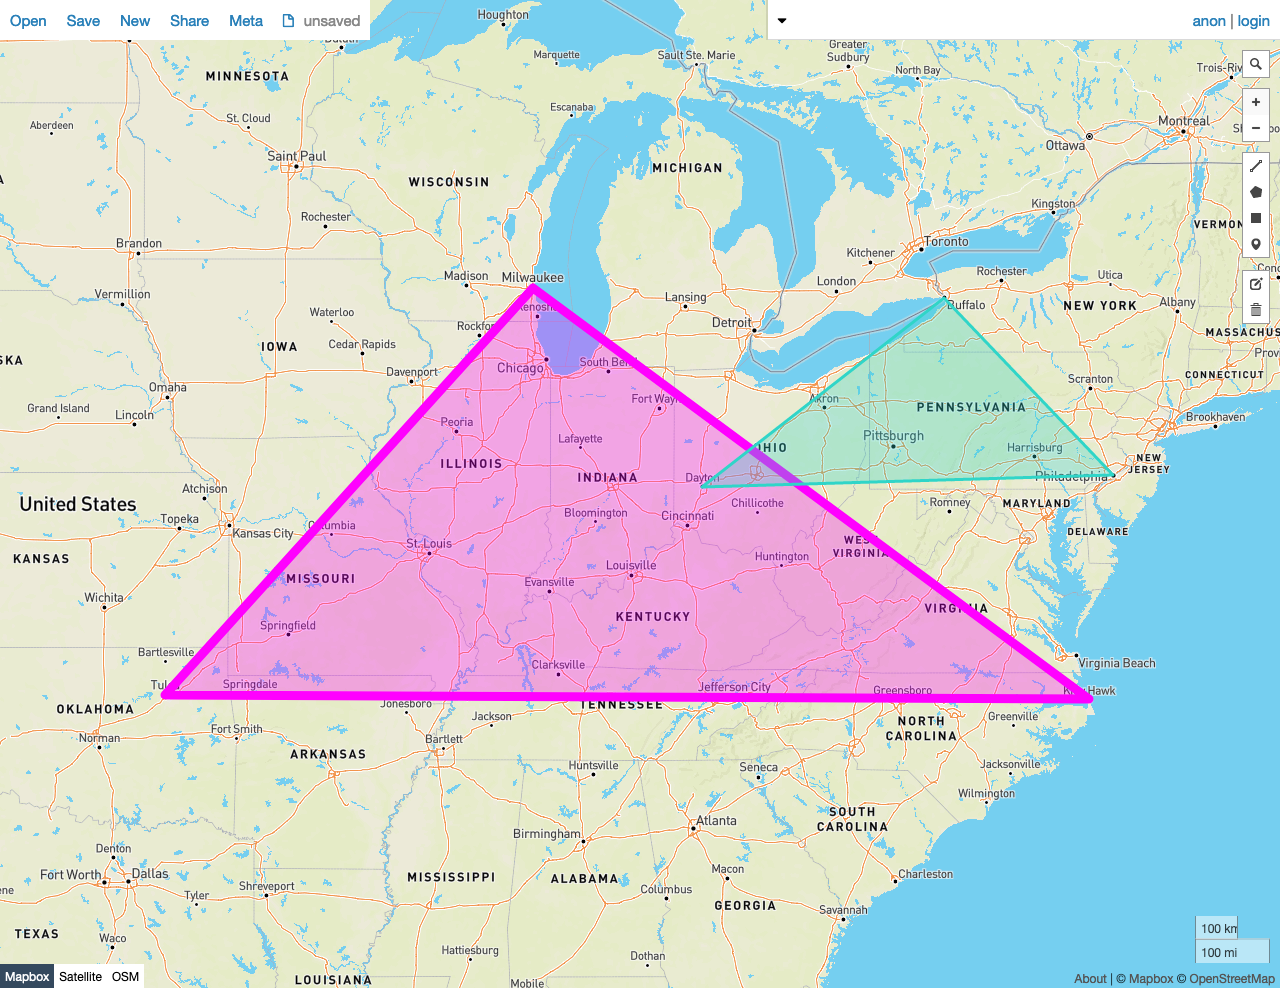 Open Save New Share Meta unsaved
anon | login
Houghton
Duluth
Marquette
Sault Ste. Marie
Greater
Sudbury
North Bay
Trois-Riv
MINNESOTA
Escanaba
Aberdeen
St. Cloud
Montreal
Ottawa
Saint Paul
MICHIGAN
WISCONSIN
Kingston
Rochester
VERMON
Brandon
Toronto
Kitchener
Madison
Milwaukee
London
Rochester
Utica
Vermillion
Lansing
Buffalo
NEW YORK
Albany
Waterloo
Rockfor
Kenosha
Detroit
MASSACHUS
IOWA
Cedar Rapids
Prov
SKA
Chicago
South Bend
Davenport
CONNECTICUT
Omaha
Scranton
Grand Island
Lincoln
Fort Wayne
Akron
PENNSYLVANIA
Brookhaven
Peoria
Lafayette
OHIO
Pittsburgh
Harrisburg
NEW
JERSEY
ILLINOIS
INDIANA
Dayton
Philadelphia
Atchison
United States
Chillicothe
Romney
MARYLAND
Topeka
Kansas City
Columbia
Bloomington
Cincinnati
DELAWARE
St. Louis
WEST
VIRGINIA
KANSAS
Huntington
Louisville
MISSOURI
Evansville
Wichita
KENTUCKY
VIRGINIA
Springfield
Bartlesville
Clarksville
Virginia Beach
Tul
Springdale
Jefferson City
Greensboro
Kitty Hawk
OKLAHOMA
Jonesboro
Jackson
TENNESSEE
NORTH
CAROLINA
Greenville
Norman
Fort Smith
Bartlett
ARKANSAS
Huntsville
Seneca
Jacksonville
Wilmington
SOUTH
CAROLINA
Birmingham
Atlanta
Denton
Fort Worth
Dallas
MISSISSIPPI
ALABAMA
Macon
Charleston
Shreveport
Tyler
Columbus
GEORGIA
Savannah
TEXAS
Waco
Hattiesburg
Dothan
100 km
100 mi
LOUISIANA
Mobile
Mapbox Satellite OSM
About | © Mapbox © OpenStreetMap